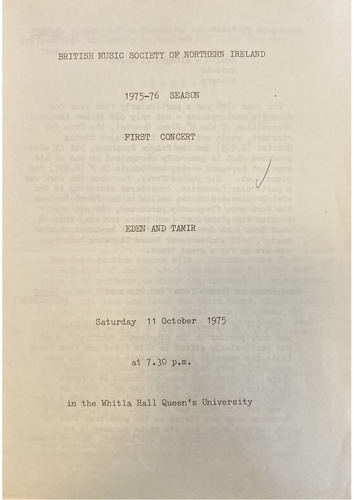 BRITISH MUSIC SOCIETY OF NORTHERN IRELAND
1975-76 SEASON
FIRST CONCERT
EDEN AND TAMIR
Saturday 11 October 1975
at 7.30 p.m.
in the Whitla Hall Queen's University